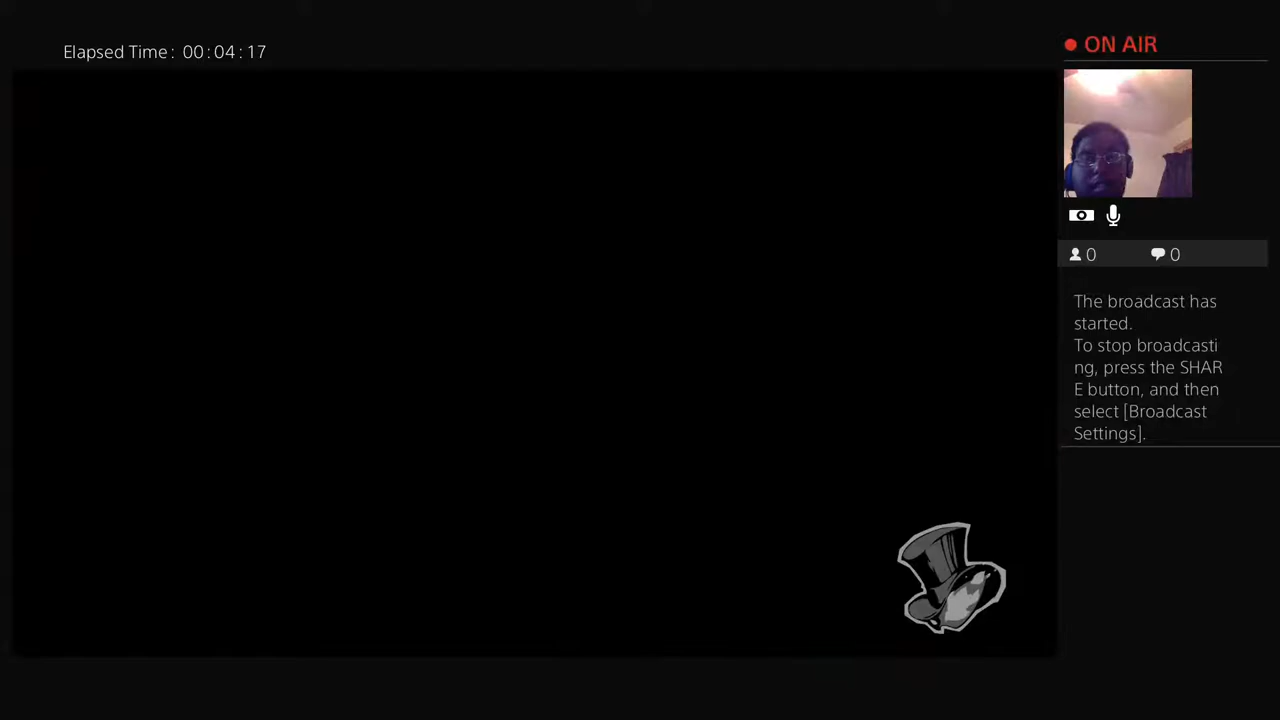 Elapsed Time: 00:04:17
ON AIR
0
0
The broadcast has
started.
To stop broadcasti
ng, press the SHAR
E button, and then
select [Broadcast
Settings].